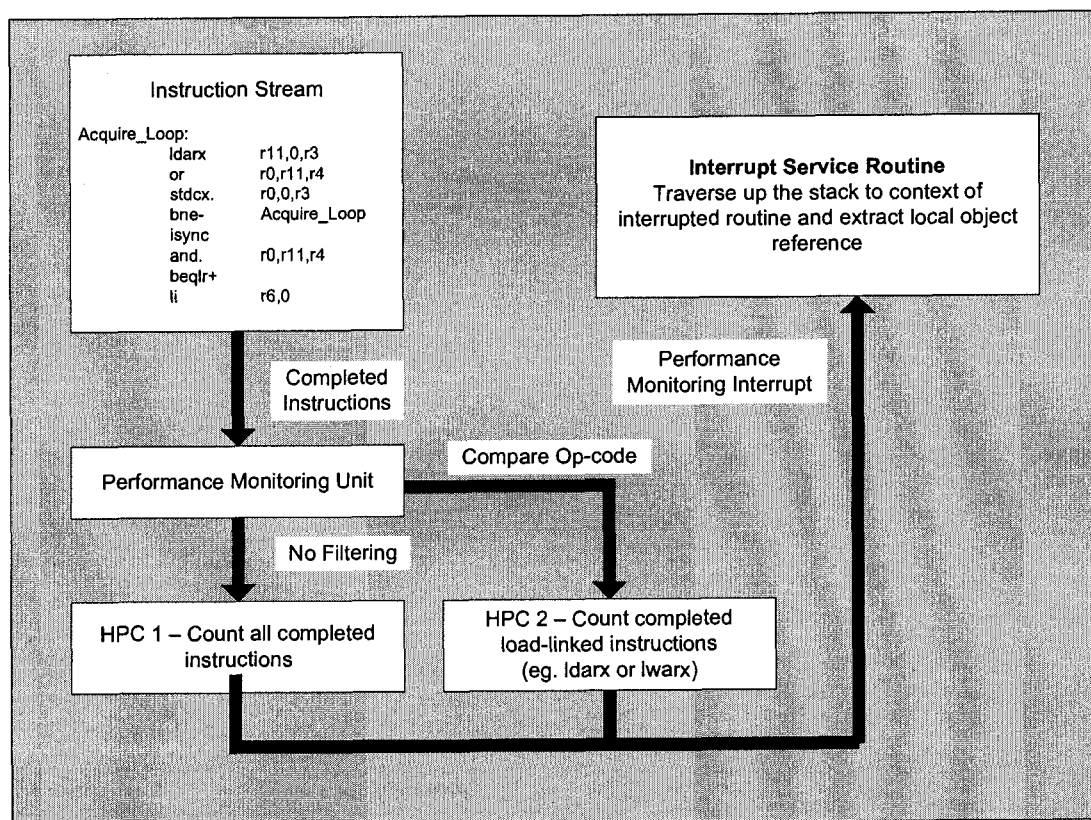 Instruction Stream
Acquire_Loop:
ldarx r11,0,r3
or r0,r11,r4
stdcx. r0,0,r3
bne- Acquire_Loop
isync
and. r0,r11,r4
beqlr+
li r6,0
Interrupt Service Routine
Traverse up the stack to context of
interrupted routine and extract local object
reference
Completed
Instructions
Performance
Monitoring Interrupt
Performance Monitoring Unit
Compare Op-code
No Filtering
HPC 1 – Count all completed
instructions
HPC 2 – Count completed
load-linked instructions
(eg. ldarx or lwarx)